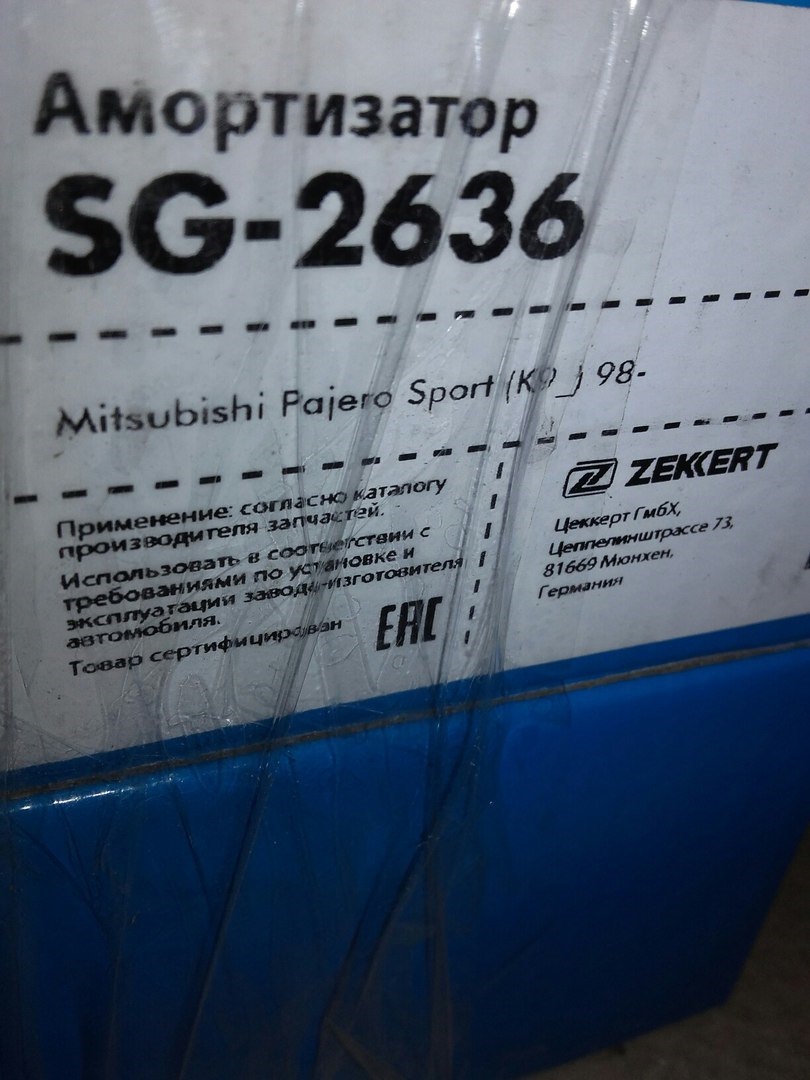 Амортизатор
SG-2636
Mitsubishi Pajero Sport (K9_) 98-
Применение: согласно каталогу
производителя запчастей.
Использовать в соответствии с
требованиями по установке и
эксплуатации завода-изготовителя
автомобиля.
Товар сертифицирован
EAC
ZEKKERT
Цеккерт ГмбХ,
Цеппелинштрассе 73,
81669 Мюнхен,
Германия